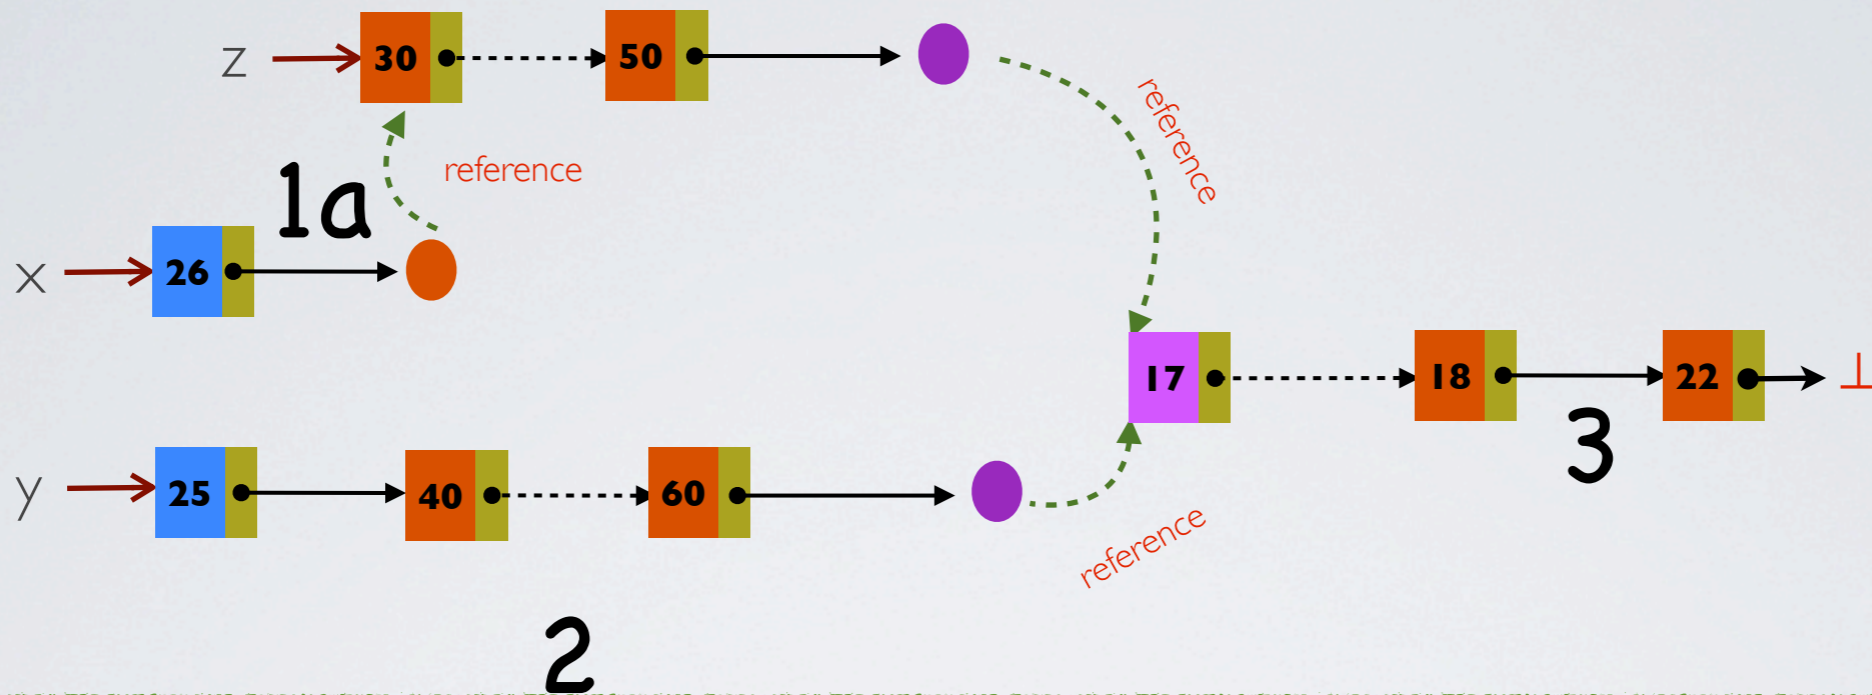 z 30 50
reference
reference
1a
x 26
17 18 22 ⊥
3
y 25 40 60
reference
2